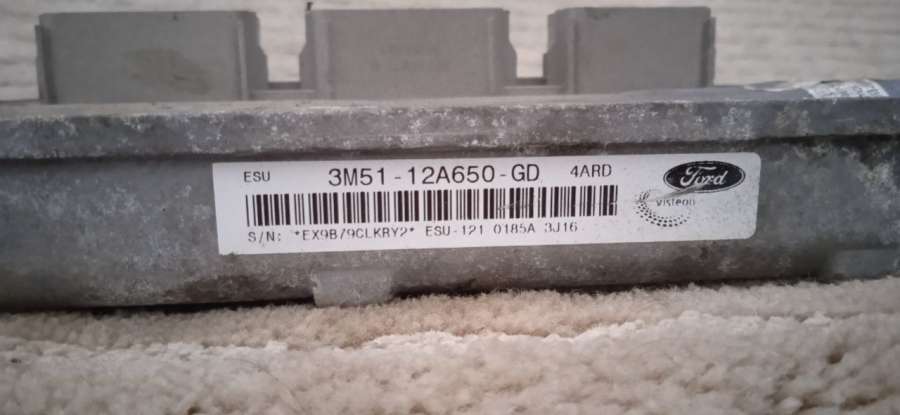 ESU 3M51-12A650-GD 4ARD
Ford
Visteon
S/N: *EX9B79CLKRY2* ESU-121 0185A 3J16